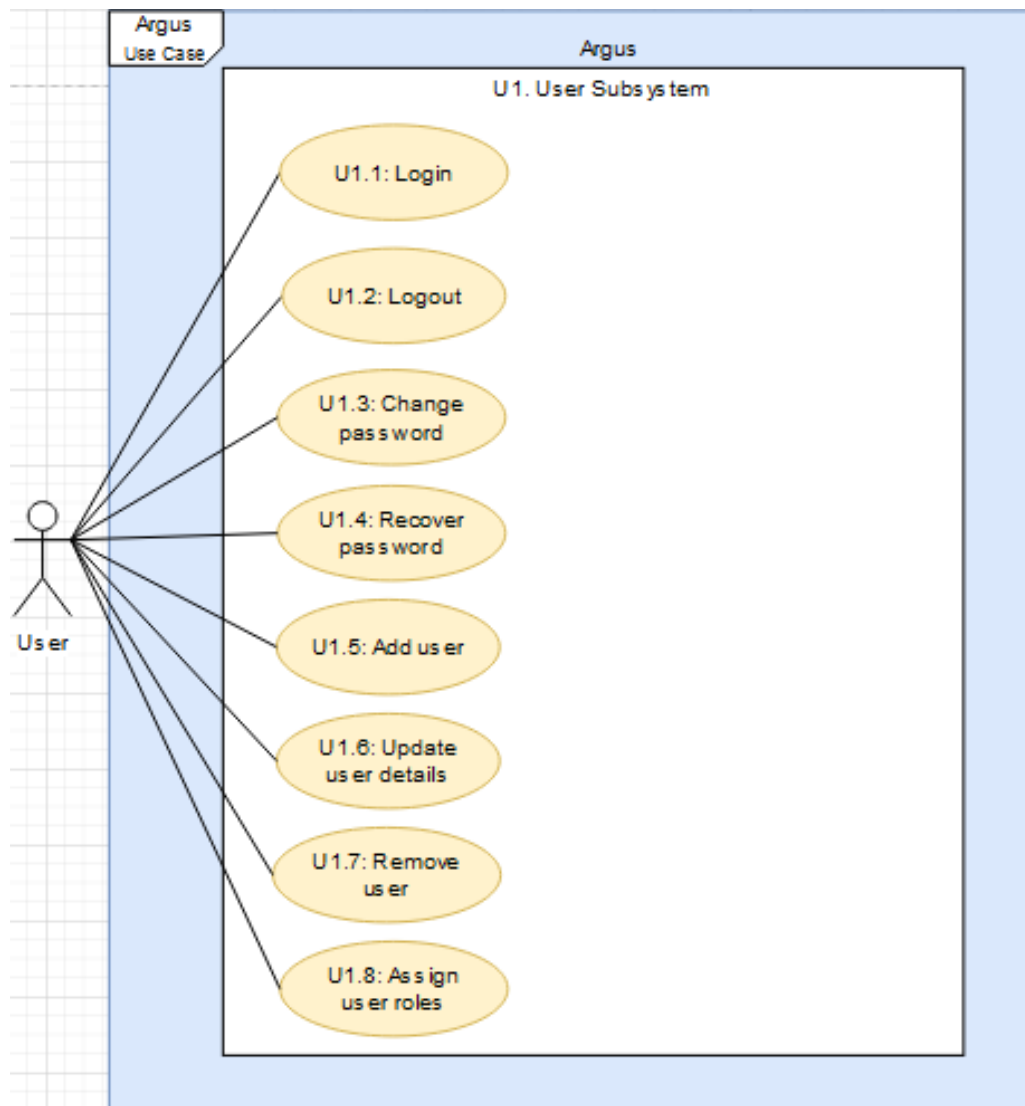 Argus
Use Case
Argus
U1. User Subsystem
U1.1: Login
U1.2: Logout
U1.3: Change
password
U1.4: Recover
password
U1.5: Add user
U1.6: Update
user details
U1.7: Remove
user
U1.8: Assign
user roles
User